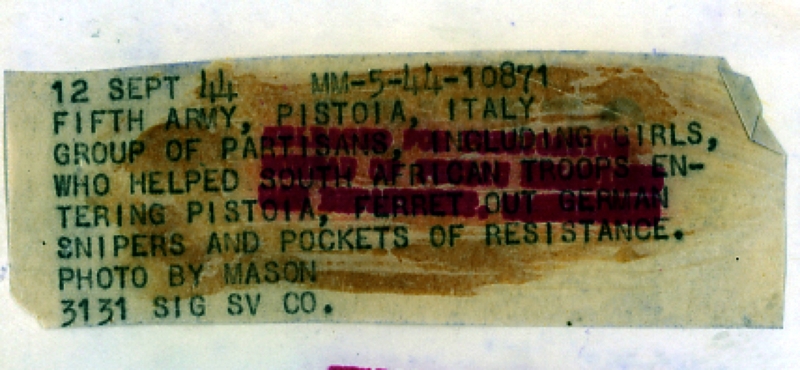 12 SEPT 44 MM-5-44-10871
FIFTH ARMY, PISTOIA, ITALY
GROUP OF PARTISANS, INCLUDING GIRLS,
WHO HELPED SOUTH AFRICAN TROOPS EN-
TERING PISTOIA, FERRET OUT GERMAN
SNIPERS AND POCKETS OF RESISTANCE.
PHOTO BY MASON
3131 SIG SV CO.